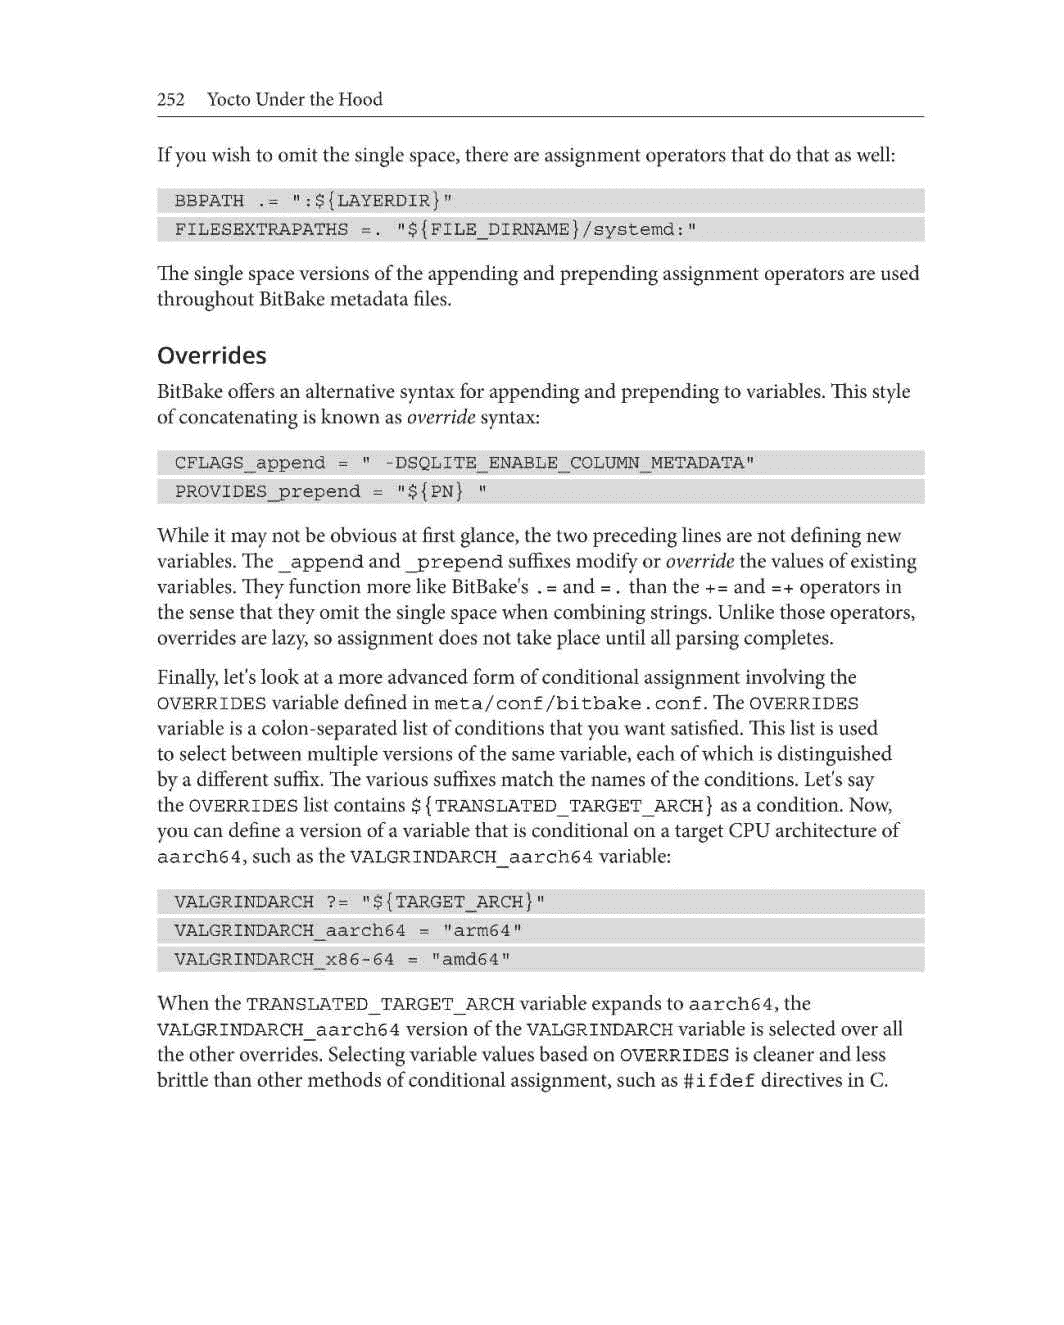 252 Yocto Under the Hood
If you wish to omit the single space, there are assignment operators that do that as well:
BBPATH .= ":${LAYERDIR}"
FILESEXTRAPATHS =. "${FILE_DIRNAME}/systemd:"
The single space versions of the appending and prepending assignment operators are used
throughout BitBake metadata files.
Overrides
BitBake offers an alternative syntax for appending and prepending to variables. This style
of concatenating is known as override syntax:
CFLAGS_append = " -DSQLITE_ENABLE_COLUMN_METADATA"
PROVIDES_prepend = "${PN} "
While it may not be obvious at first glance, the two preceding lines are not defining new
variables. The _append and _prepend suffixes modify or override the values of existing
variables. They function more like BitBake's .= and =. than the += and =+ operators in
the sense that they omit the single space when combining strings. Unlike those operators,
overrides are lazy, so assignment does not take place until all parsing completes.
Finally, let's look at a more advanced form of conditional assignment involving the
OVERRIDES variable defined in meta/conf/bitbake.conf. The OVERRIDES
variable is a colon-separated list of conditions that you want satisfied. This list is used
to select between multiple versions of the same variable, each of which is distinguished
by a different suffix. The various suffixes match the names of the conditions. Let's say
the OVERRIDES list contains ${TRANSLATED_TARGET_ARCH} as a condition. Now,
you can define a version of a variable that is conditional on a target CPU architecture of
aarch64, such as the VALGRINDARCH_aarch64 variable:
VALGRINDARCH ?= "${TARGET_ARCH}"
VALGRINDARCH_aarch64 = "arm64"
VALGRINDARCH_x86-64 = "amd64"
When the TRANSLATED_TARGET_ARCH variable expands to aarch64, the
VALGRINDARCH_aarch64 version of the VALGRINDARCH variable is selected over all
the other overrides. Selecting variable values based on OVERRIDES is cleaner and less
brittle than other methods of conditional assignment, such as #ifdef directives in C.